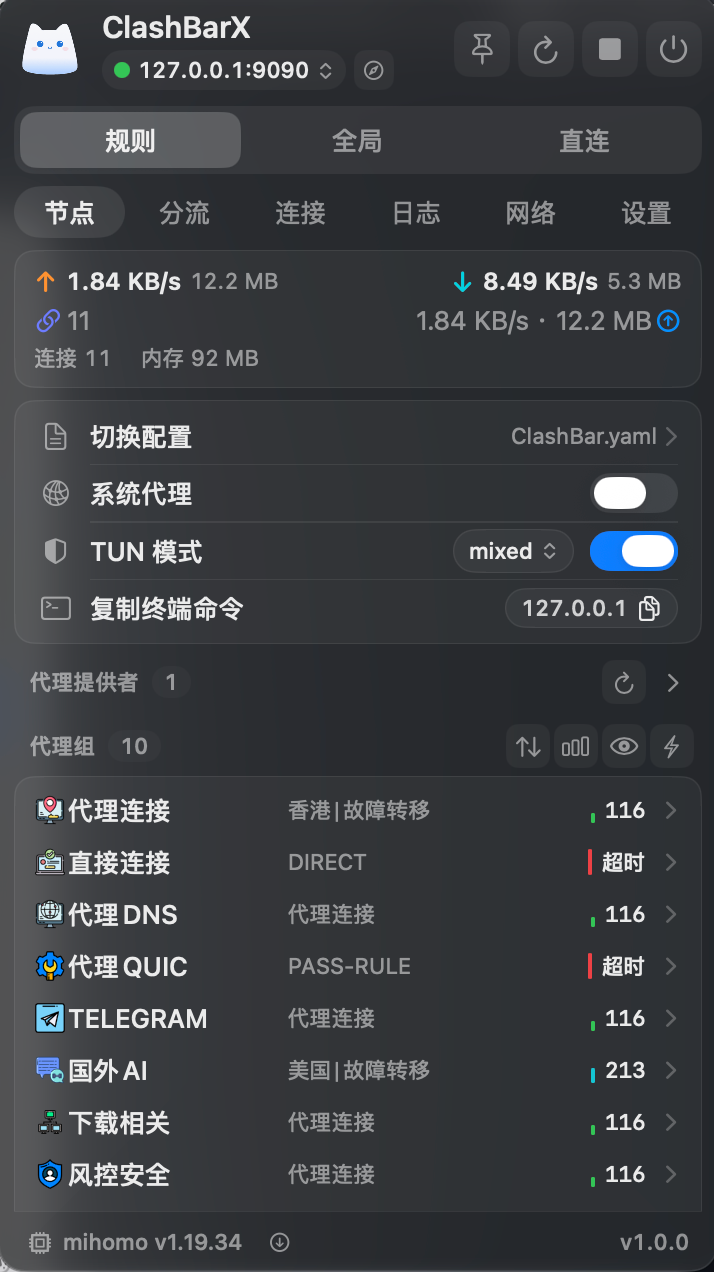 ClashBarX
127.0.0.1:9090
规则 全局 直连
节点 分流 连接 日志 网络 设置
1.84 KB/s 12.2 MB 8.49 KB/s 5.3 MB
11 1.84 KB/s · 12.2 MB
连接 11 内存 92 MB
切换配置 ClashBar.yaml
系统代理
TUN 模式 mixed
复制终端命令 127.0.0.1
代理提供者 1
代理组 10
代理连接 香港|故障转移 116
直接连接 DIRECT 超时
代理 DNS 代理连接 116
代理 QUIC PASS-RULE 超时
TELEGRAM 代理连接 116
国外 AI 美国|故障转移 213
下载相关 代理连接 116
风控安全 代理连接 116
mihomo v1.19.34 v1.0.0